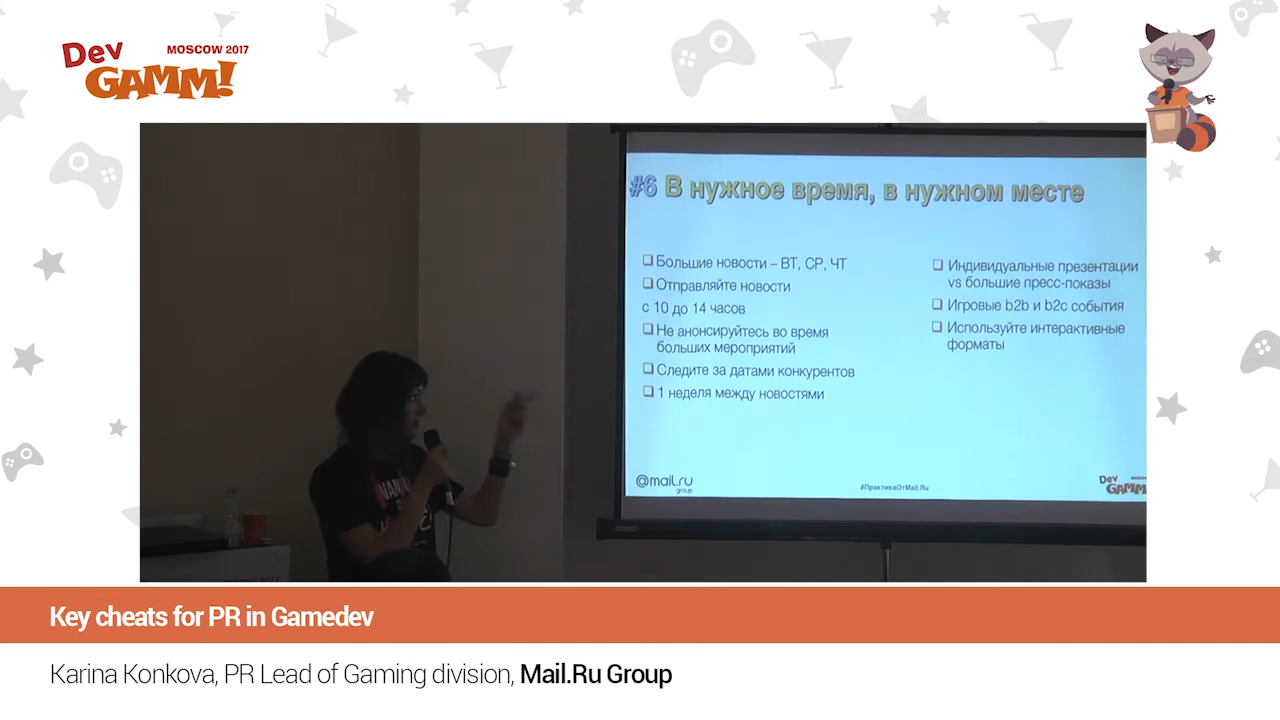 Dev
GAMM!
MOSCOW 2017
#6 В нужное время, в нужном месте
Большие новости – ВТ, СР, ЧТ
Отправляйте новости
с 10 до 14 часов
Не анонсируйтесь во время
больших мероприятий
Следите за датами конкурентов
1 неделя между новостями
Индивидуальные презентации
vs большие пресс-показы
Игровые b2b и b2c события
Используйте интерактивные
форматы
@mail.ru
group
#ПрактикаОтMail.Ru
Dev
GAMM
Key cheats for PR in Gamedev
Karina Konkova, PR Lead of Gaming division, Mail.Ru Group